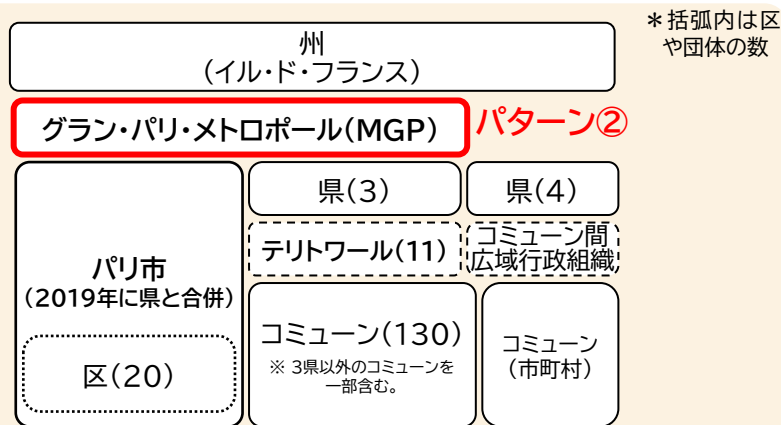 州
(イル・ド・フランス)
＊括弧内は区
や団体の数
グラン・パリ・メトロポール(MGP)
パターン②
パリ市
(2019年に県と合併)
区(20)
県(3)
テリトワール(11)
コミューン(130)
※ 3県以外のコミューンを
一部含む。
県(4)
コミューン間
広域行政組織
コミューン
(市町村)